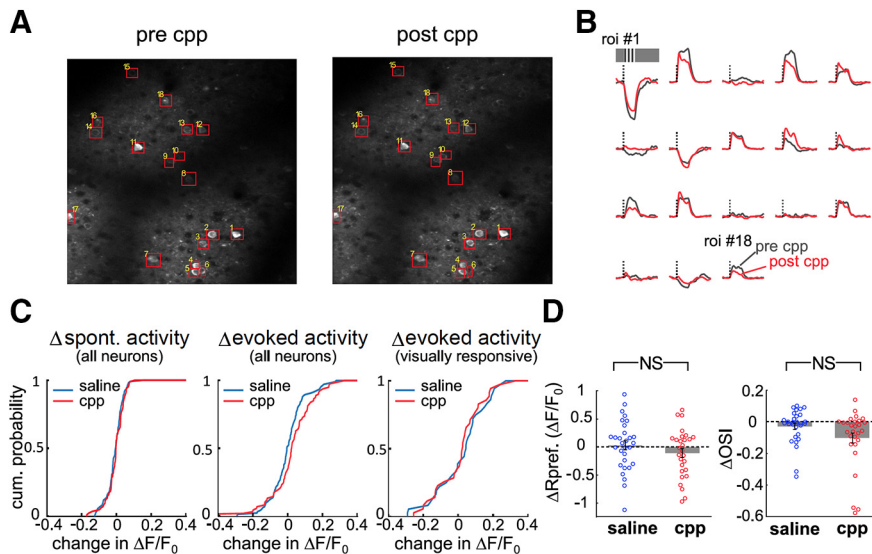 A
pre cpp
post cpp
15
18
16
14
13
12
11
10
9
8
17
2
1
3
7
4
5
6
15
18
16
14
13
12
11
10
9
8
17
2
1
3
7
4
5
6
B
roi #1
roi #18
pre cpp
post cpp
C
Δspont. activity
(all neurons)
Δevoked activity
(all neurons)
Δevoked activity
(visually responsive)
cum. probability
1
0.5
0
saline
cpp
-0.4
0
0.4
change in ΔF/F0
1
0.5
0
saline
cpp
-0.4 -0.2 0 0.2 0.4
change in ΔF/F0
1
0.5
0
saline
cpp
-0.4 -0.2 0 0.2 0.4
change in ΔF/F0
D
NS
ΔRpref. (ΔF/F0)
1
0.5
0
-0.5
-1
saline
cpp
NS
ΔOSI
0.2
0
-0.2
-0.4
-0.6
saline
cpp